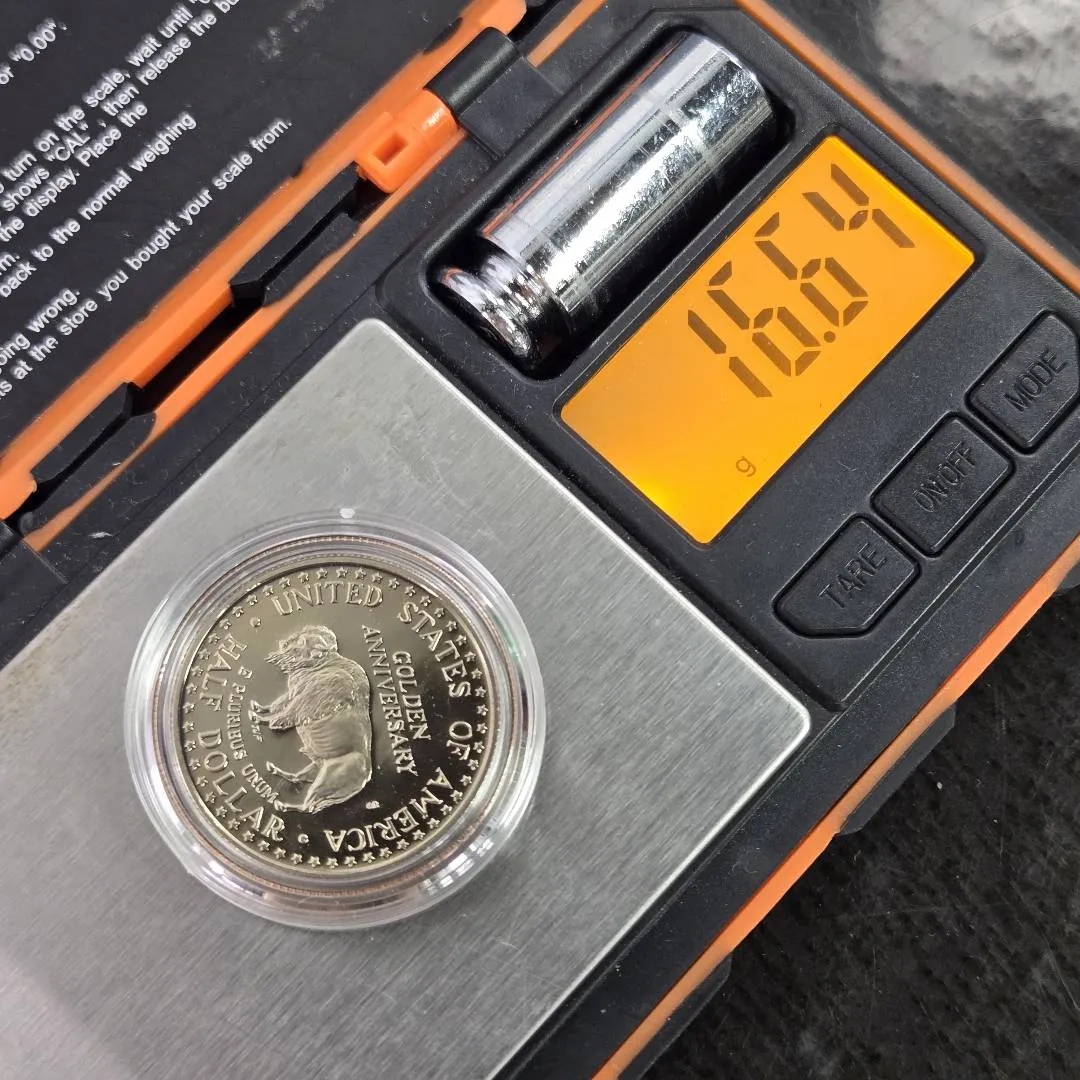 or "0.00".
turn on the scale, wait until
shows "CAL" , then release the
the display. Place the
back to the normal weighing
wrong.
at the store you bought your scale from.
16.64
g
MODE
ON/OFF
TARE
UNITED STATES OF AMERICA
GOLDEN
ANNIVERSARY
E PLURIBUS UNUM
HALF DOLLAR